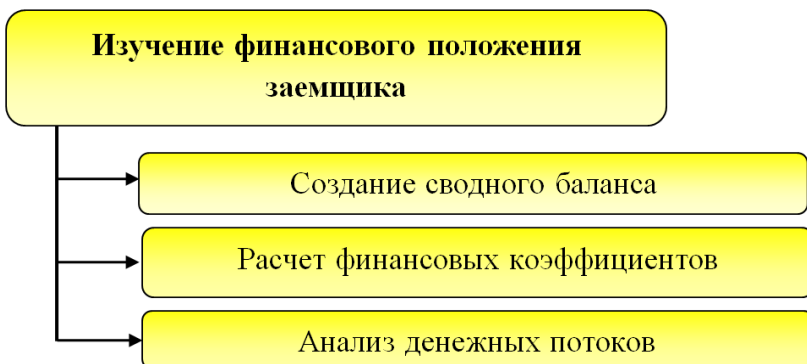 Изучение финансового положения
заемщика
Создание сводного баланса
Расчет финансовых коэффициентов
Анализ денежных потоков